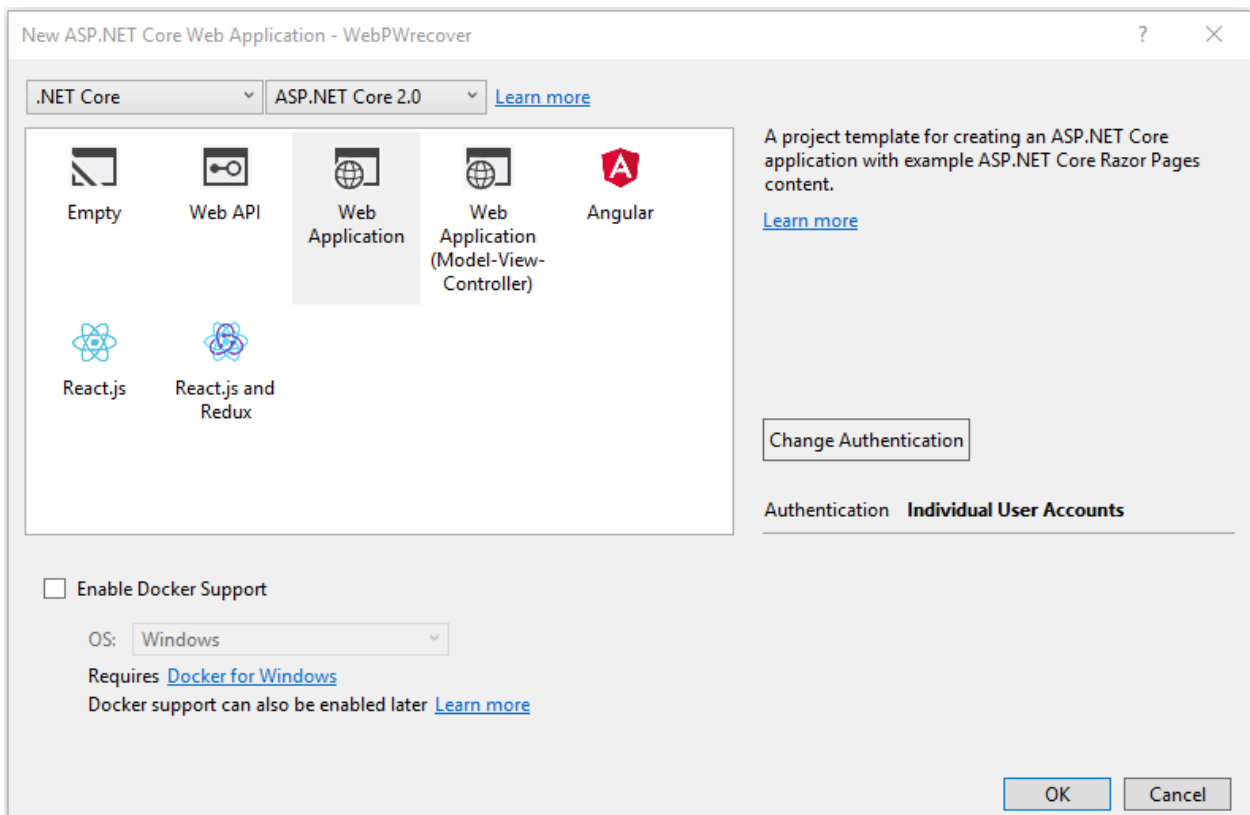 New ASP.NET Core Web Application - WebPWrecover
?
.NET Core
ASP.NET Core 2.0
Learn more
Empty
Web API
Web
Application
Web
Application
(Model-View-
Controller)
Angular
React.js
React.js and
Redux
A project template for creating an ASP.NET Core
application with example ASP.NET Core Razor Pages
content.
Learn more
Change Authentication
Authentication Individual User Accounts
Enable Docker Support
OS: Windows
Requires Docker for Windows
Docker support can also be enabled later Learn more
OK
Cancel